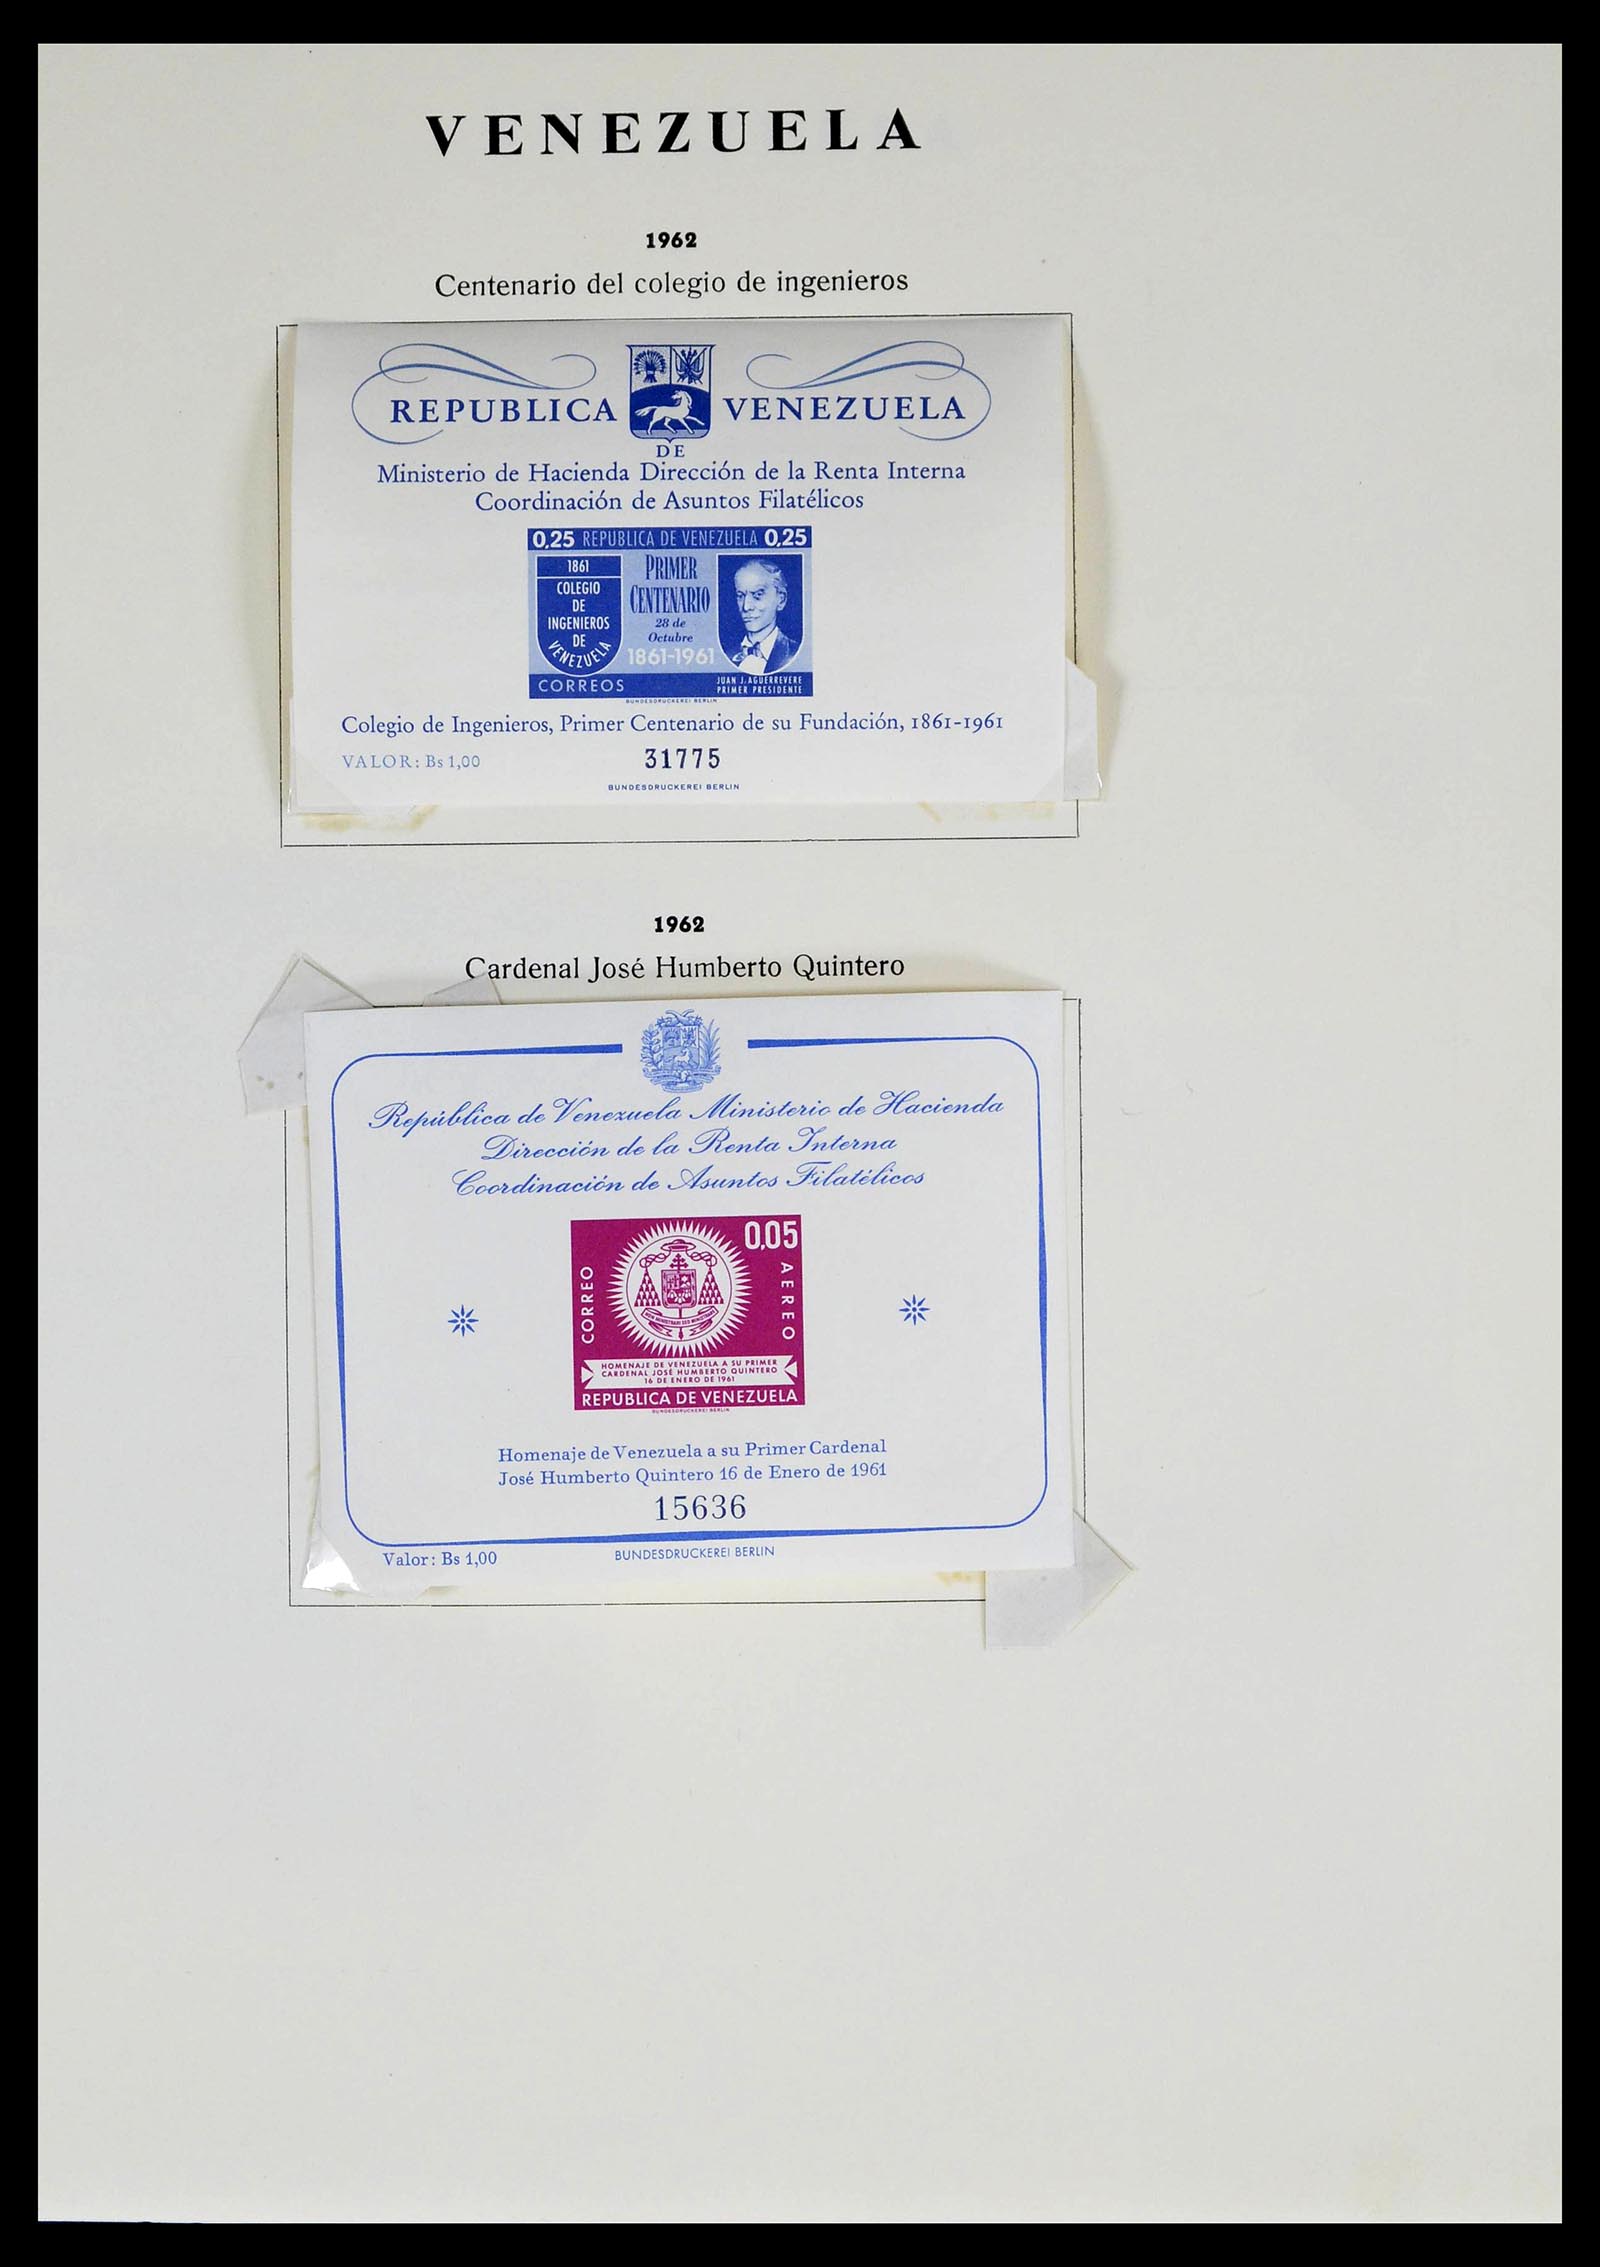 VENEZUELA
1962
Centenario del colegio de ingenieros
REPUBLICA VENEZUELA
DE
Ministerio de Hacienda Dirección de la Renta Interna
Coordinación de Asuntos Filatélicos
0,25 REPUBLICA DE VENEZUELA 0,25
1861
COLEGIO
DE
INGENIEROS
DE
VENEZUELA
PRIMER
CENTENARIO
28 de
Octubre
1861-1961
CORREOS
JUAN J. AGUERREVERE
PRIMER PRESIDENTE
BUNDESDRUCKEREI BERLIN
Colegio de Ingenieros, Primer Centenario de su Fundación, 1861-1961
VALOR: Bs 1,00
31775
BUNDESDRUCKEREI BERLIN
1962
Cardenal José Humberto Quintero
República de Venezuela Ministerio de Hacienda
Dirección de la Renta Interna
Coordinación de Asuntos Filatélicos
0,05
CORREO
AEREO
HOMENAJE DE VENEZUELA A SU PRIMER
CARDENAL JOSÉ HUMBERTO QUINTERO
16 DE ENERO DE 1961
REPUBLICA DE VENEZUELA
BUNDESDRUCKEREI BERLIN
Homenaje de Venezuela a su Primer Cardenal
José Humberto Quintero 16 de Enero de 1961
15636
Valor: Bs 1,00
BUNDESDRUCKEREI BERLIN